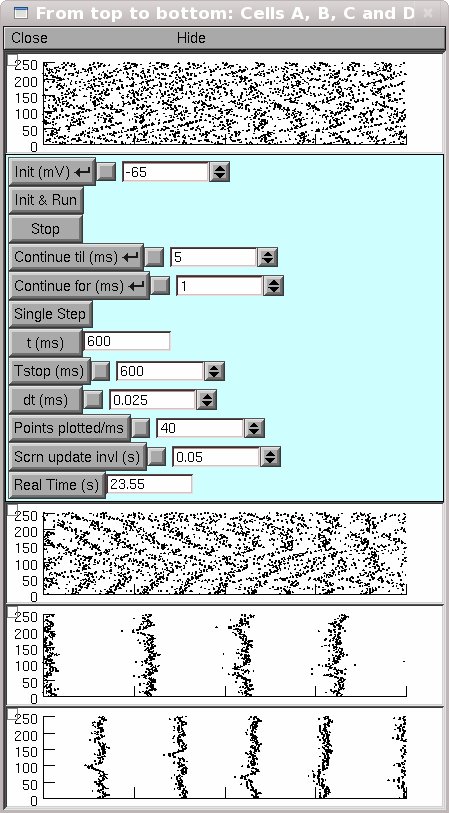 From top to bottom: Cells A, B, C and D
Close Hide
250
200
150
100
50
0
Init (mV) -65
Init & Run
Stop
Continue til (ms) 5
Continue for (ms) 1
Single Step
t (ms) 600
Tstop (ms) 600
dt (ms) 0.025
Points plotted/ms 40
Scrn update invl (s) 0.05
Real Time (s) 23.55
250
200
150
100
50
0
250
200
150
100
50
0
250
200
150
100
50
0